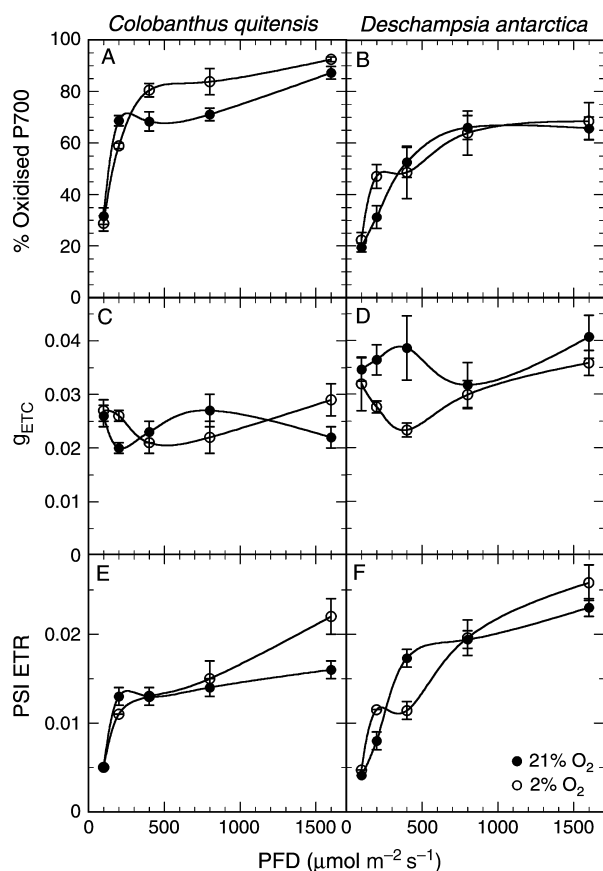 Colobanthus quitensis Deschampsia antarctica
100
80
60
40
20
0
% Oxidised P700
A
B
0.04
0.03
0.02
0.01
0
gETC
C
D
0.02
0.01
0
PSI ETR
E
F
21% O2
2% O2
0 500 1000 1500 0 500 1000 1500
PFD (μmol m−2 s−1)